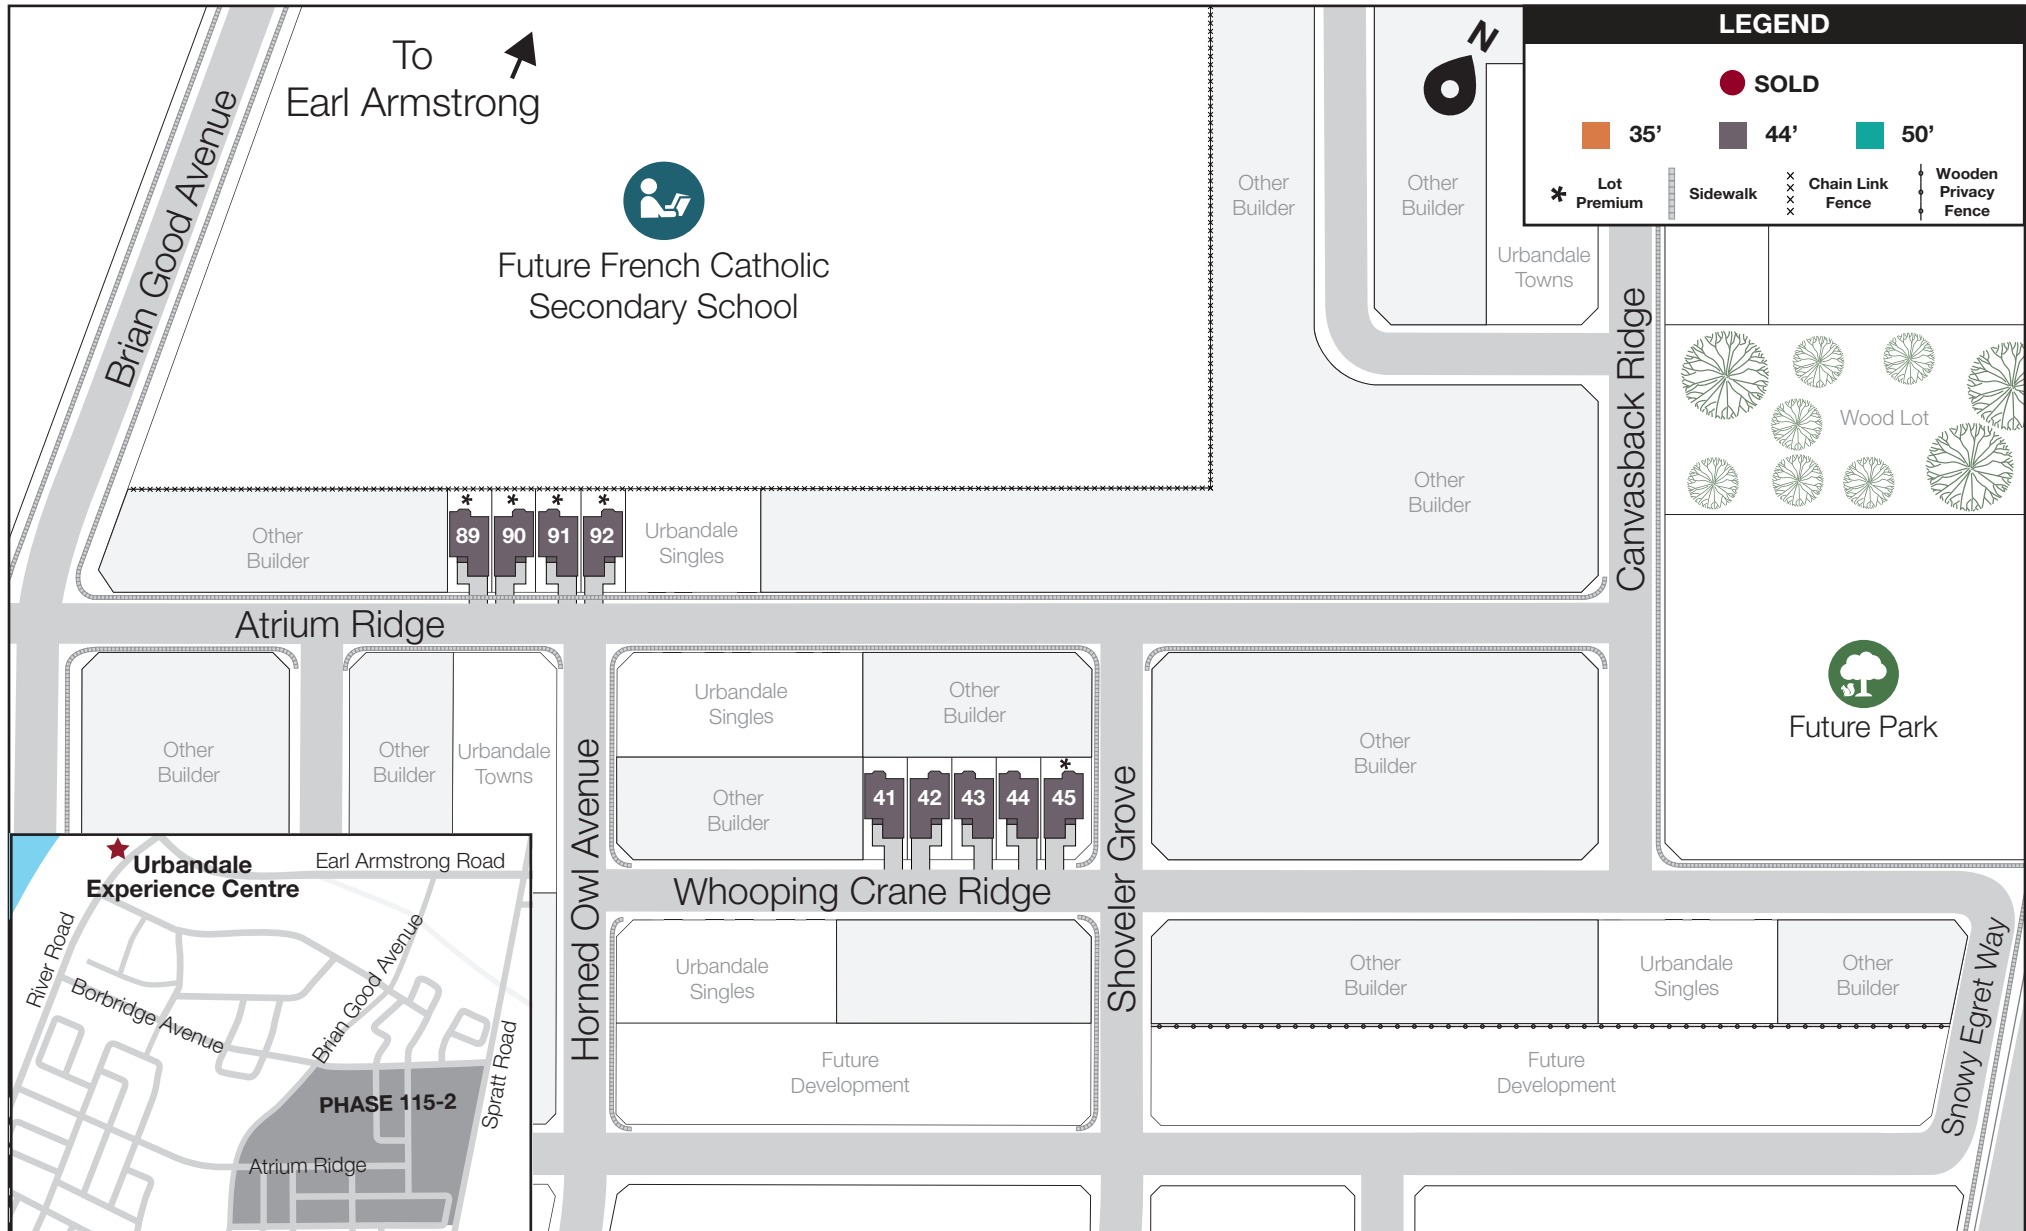 To
Earl Armstrong
N
LEGEND
SOLD
35’
44’
50’
*
Lot
Premium
Sidewalk
Chain Link
Fence
Wooden
Privacy
Fence
Brian Good Avenue
Future French Catholic
Secondary School
Other
Builder
Other
Builder
Urbandale
Towns
Canvasback Ridge
Wood Lot
Other
Builder
* * * *
Other
Builder
89
90
91
92
Urbandale
Singles
Atrium Ridge
Other
Builder
Other
Builder
Urbandale
Towns
Horned Owl Avenue
Urbandale
Singles
Other
Builder
Other
Builder
*
41
42
43
44
45
Shoveler Grove
Other
Builder
Future Park
Whooping Crane Ridge
Urbandale
Singles
Future
Development
Other
Builder
Urbandale
Singles
Other
Builder
Future
Development
Snowy Egret Way
Urbandale
Experience Centre
Earl Armstrong Road
River Road
Borbridge Avenue
Brian Good Avenue
Spratt Road
PHASE 115-2
Atrium Ridge